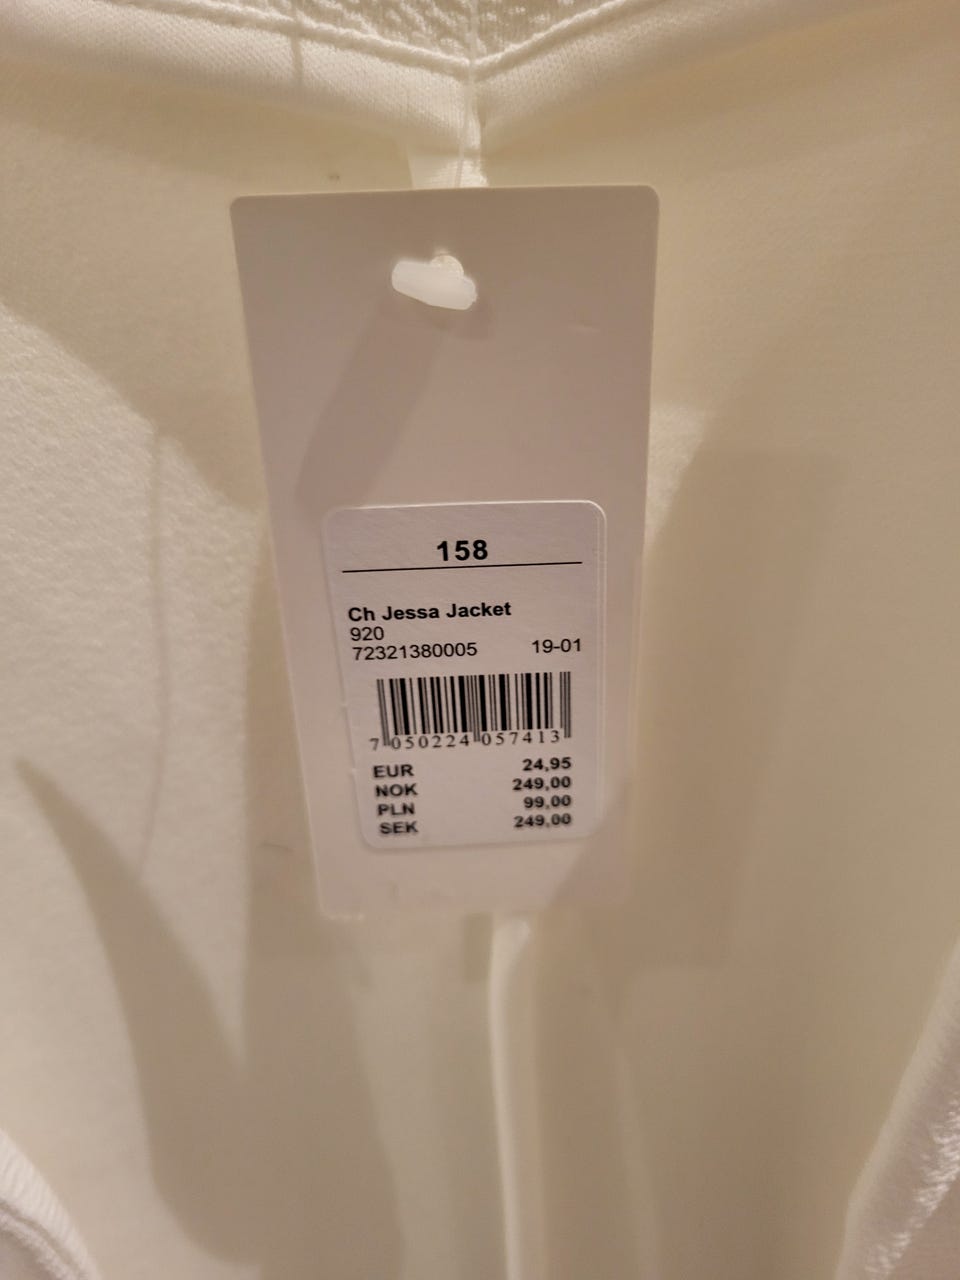 158
Ch Jessa Jacket
920
72321380005 19-01
7 050224 057413
EUR 24,95
NOK 249,00
PLN 99,00
SEK 249,00